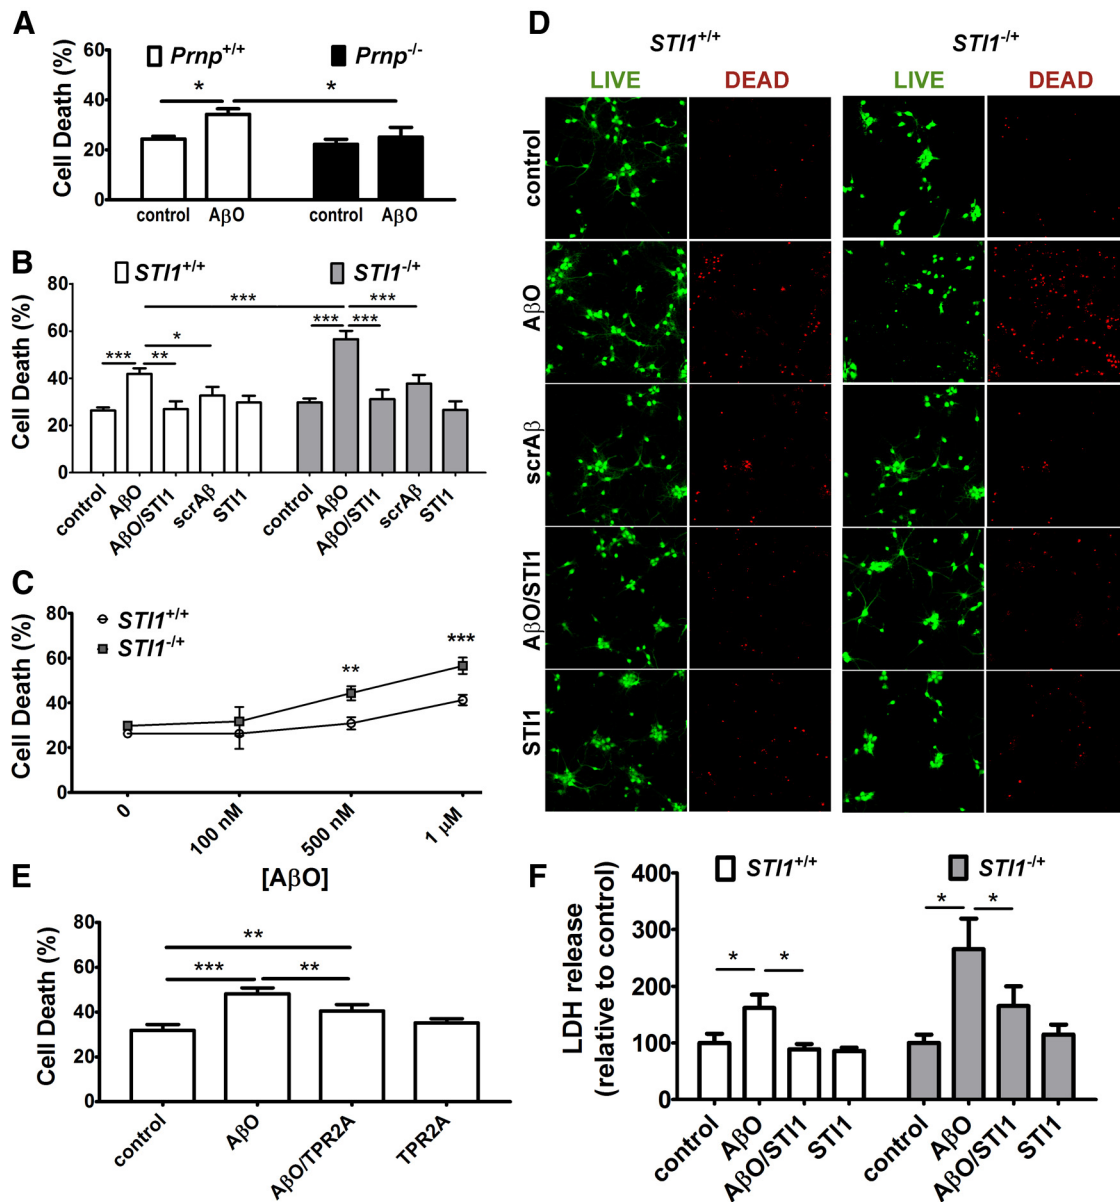 A
Cell Death (%)
60
40
20
0
Prnp+/+
Prnp-/-
*
*
control
AβO
control
AβO
B
Cell Death (%)
80
60
40
20
0
STI1+/+
STI1-/+
***
***
***
***
*
***
**
control
AβO
AβO/STI1
scrAβ
STI1
control
AβO
AβO/STI1
scrAβ
STI1
C
Cell Death (%)
80
60
40
20
0
STI1+/+
STI1-/+
**
***
0
100 nM
500 nM
1 μM
[AβO]
D
STI1+/+
STI1-/+
LIVE
DEAD
LIVE
DEAD
control
AβO
scrAβ
AβO/STI1
STI1
E
Cell Death (%)
80
60
40
20
0
**
***
**
control
AβO
AβO/TPR2A
TPR2A
F
LDH release
(relative to control)
400
300
200
100
0
STI1+/+
STI1-/+
*
*
*
*
control
AβO
AβO/STI1
STI1
control
AβO
AβO/STI1
STI1